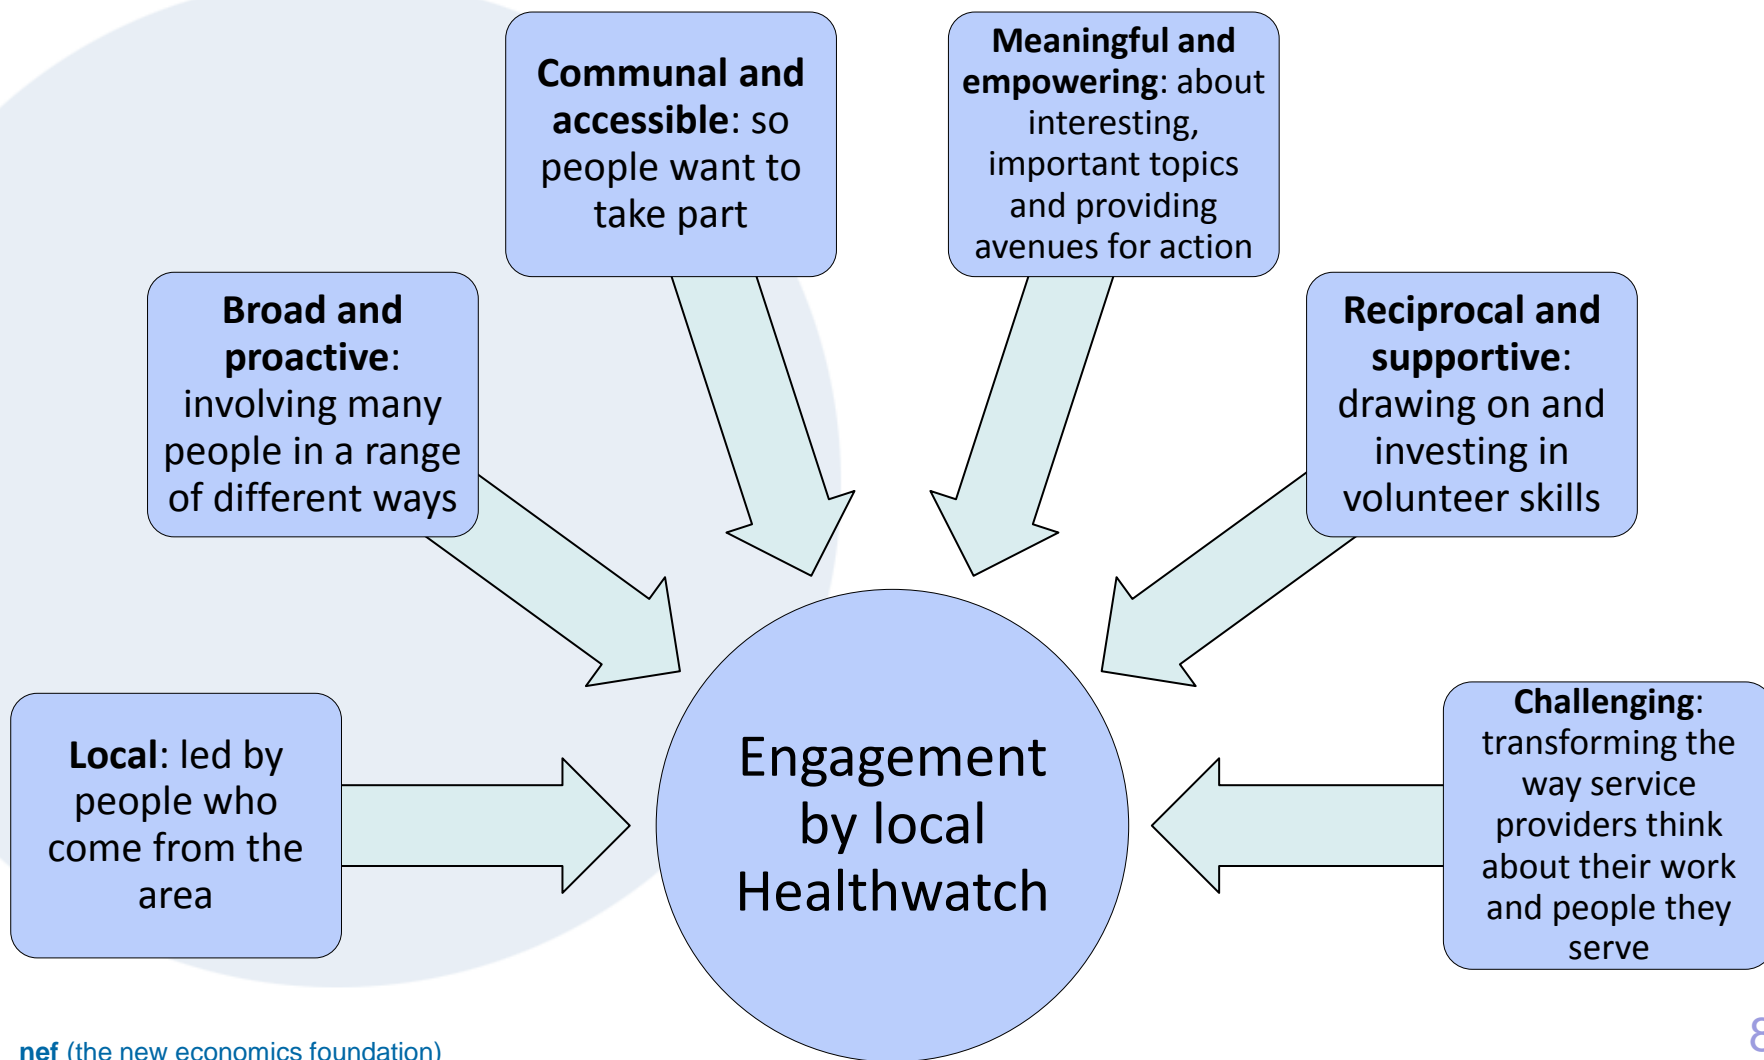 Communal and
accessible: so
people want to
take part
Meaningful and
empowering: about
interesting,
important topics
and providing
avenues for action
Broad and
proactive:
involving many
people in a range
of different ways
Reciprocal and
supportive:
drawing on and
investing in
volunteer skills
Local: led by
people who
come from the
area
Engagement
by local
Healthwatch
Challenging:
transforming the
way service
providers think
about their work
and people they
serve
nef (the new economics foundation)
8